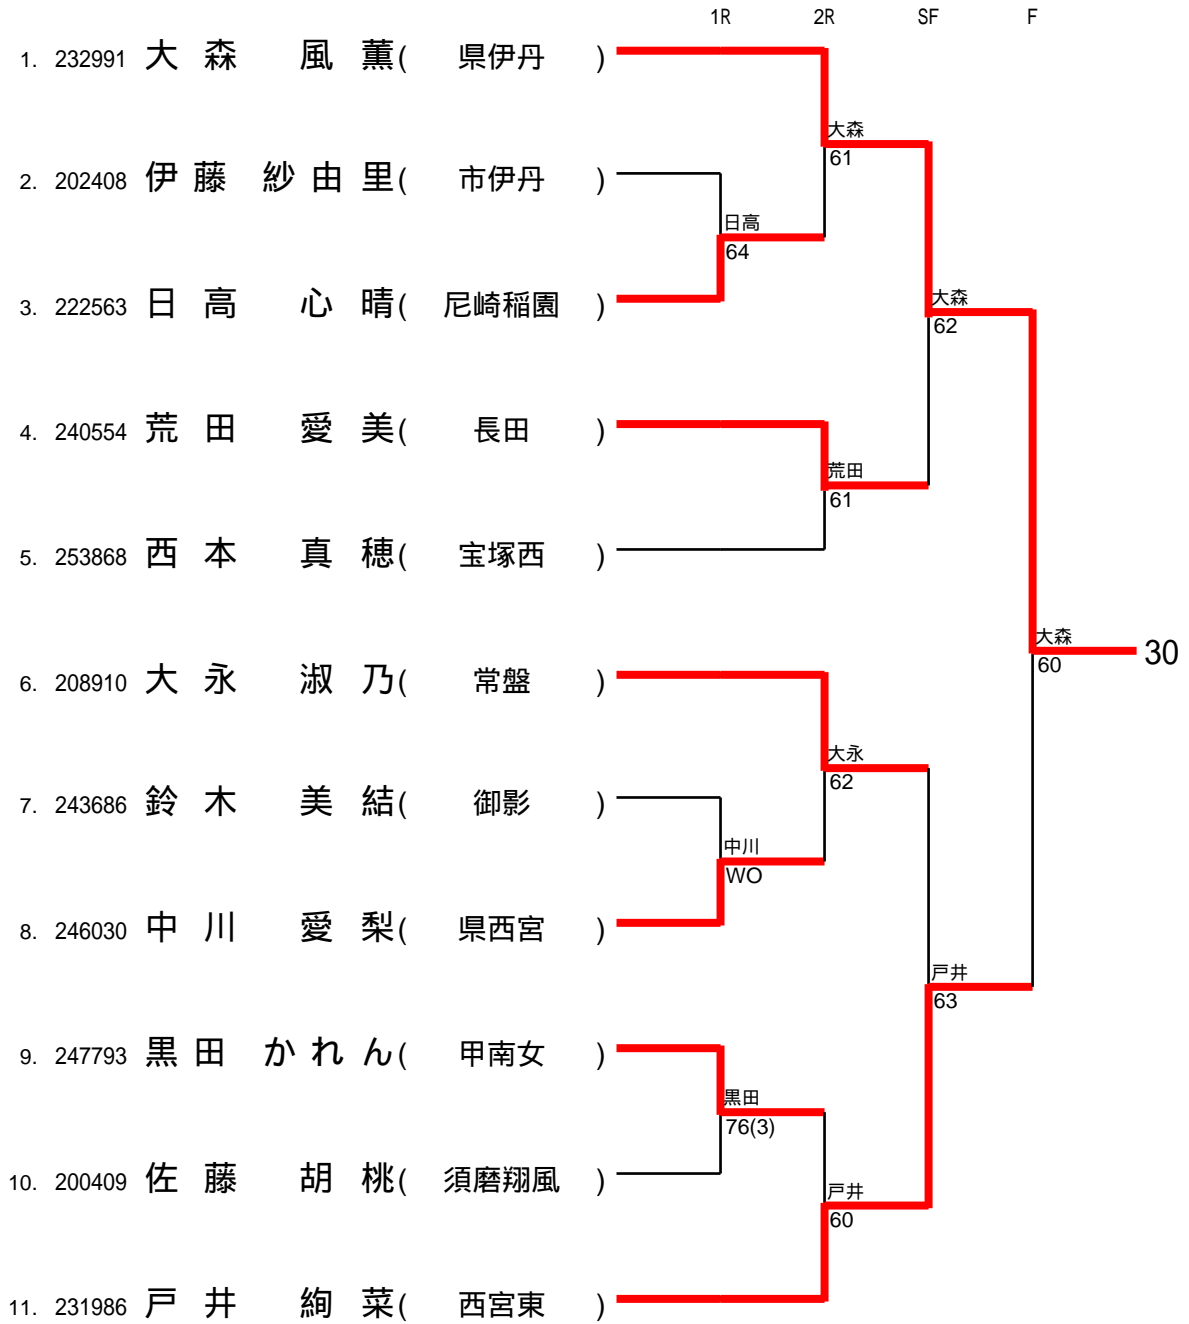 1R 2R SF F
1. 232991 大森 風薫( 県伊丹 )
大森
61
2. 202408 伊藤 紗由里( 市伊丹 )
日高
64
3. 222563 日高 心晴( 尼崎稲園 )
大森
62
4. 240554 荒田 愛美( 長田 )
荒田
61
5. 253868 西本 真穂( 宝塚西 )
大森
60
30
6. 208910 大永 淑乃( 常盤 )
大永
62
7. 243686 鈴木 美結( 御影 )
中川
WO
8. 246030 中川 愛梨( 県西宮 )
戸井
63
9. 247793 黒田 かれん( 甲南女 )
黒田
76(3)
10. 200409 佐藤 胡桃( 須磨翔風 )
戸井
60
11. 231986 戸井 絢菜( 西宮東 )